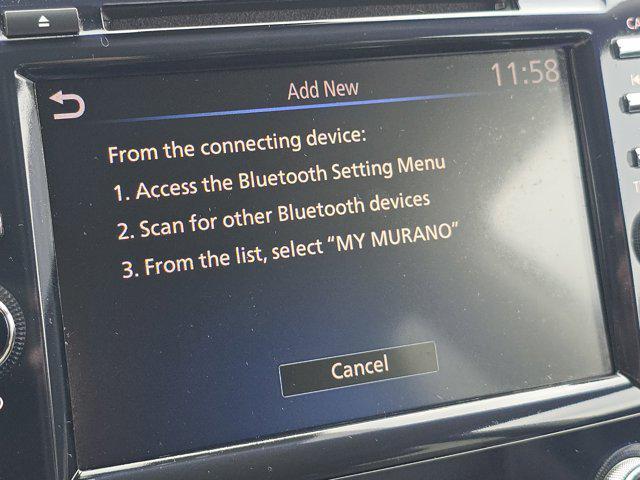 Add New
11:58
From the connecting device:
1. Access the Bluetooth Setting Menu
2. Scan for other Bluetooth devices
3. From the list, select “MY MURANO”
Cancel